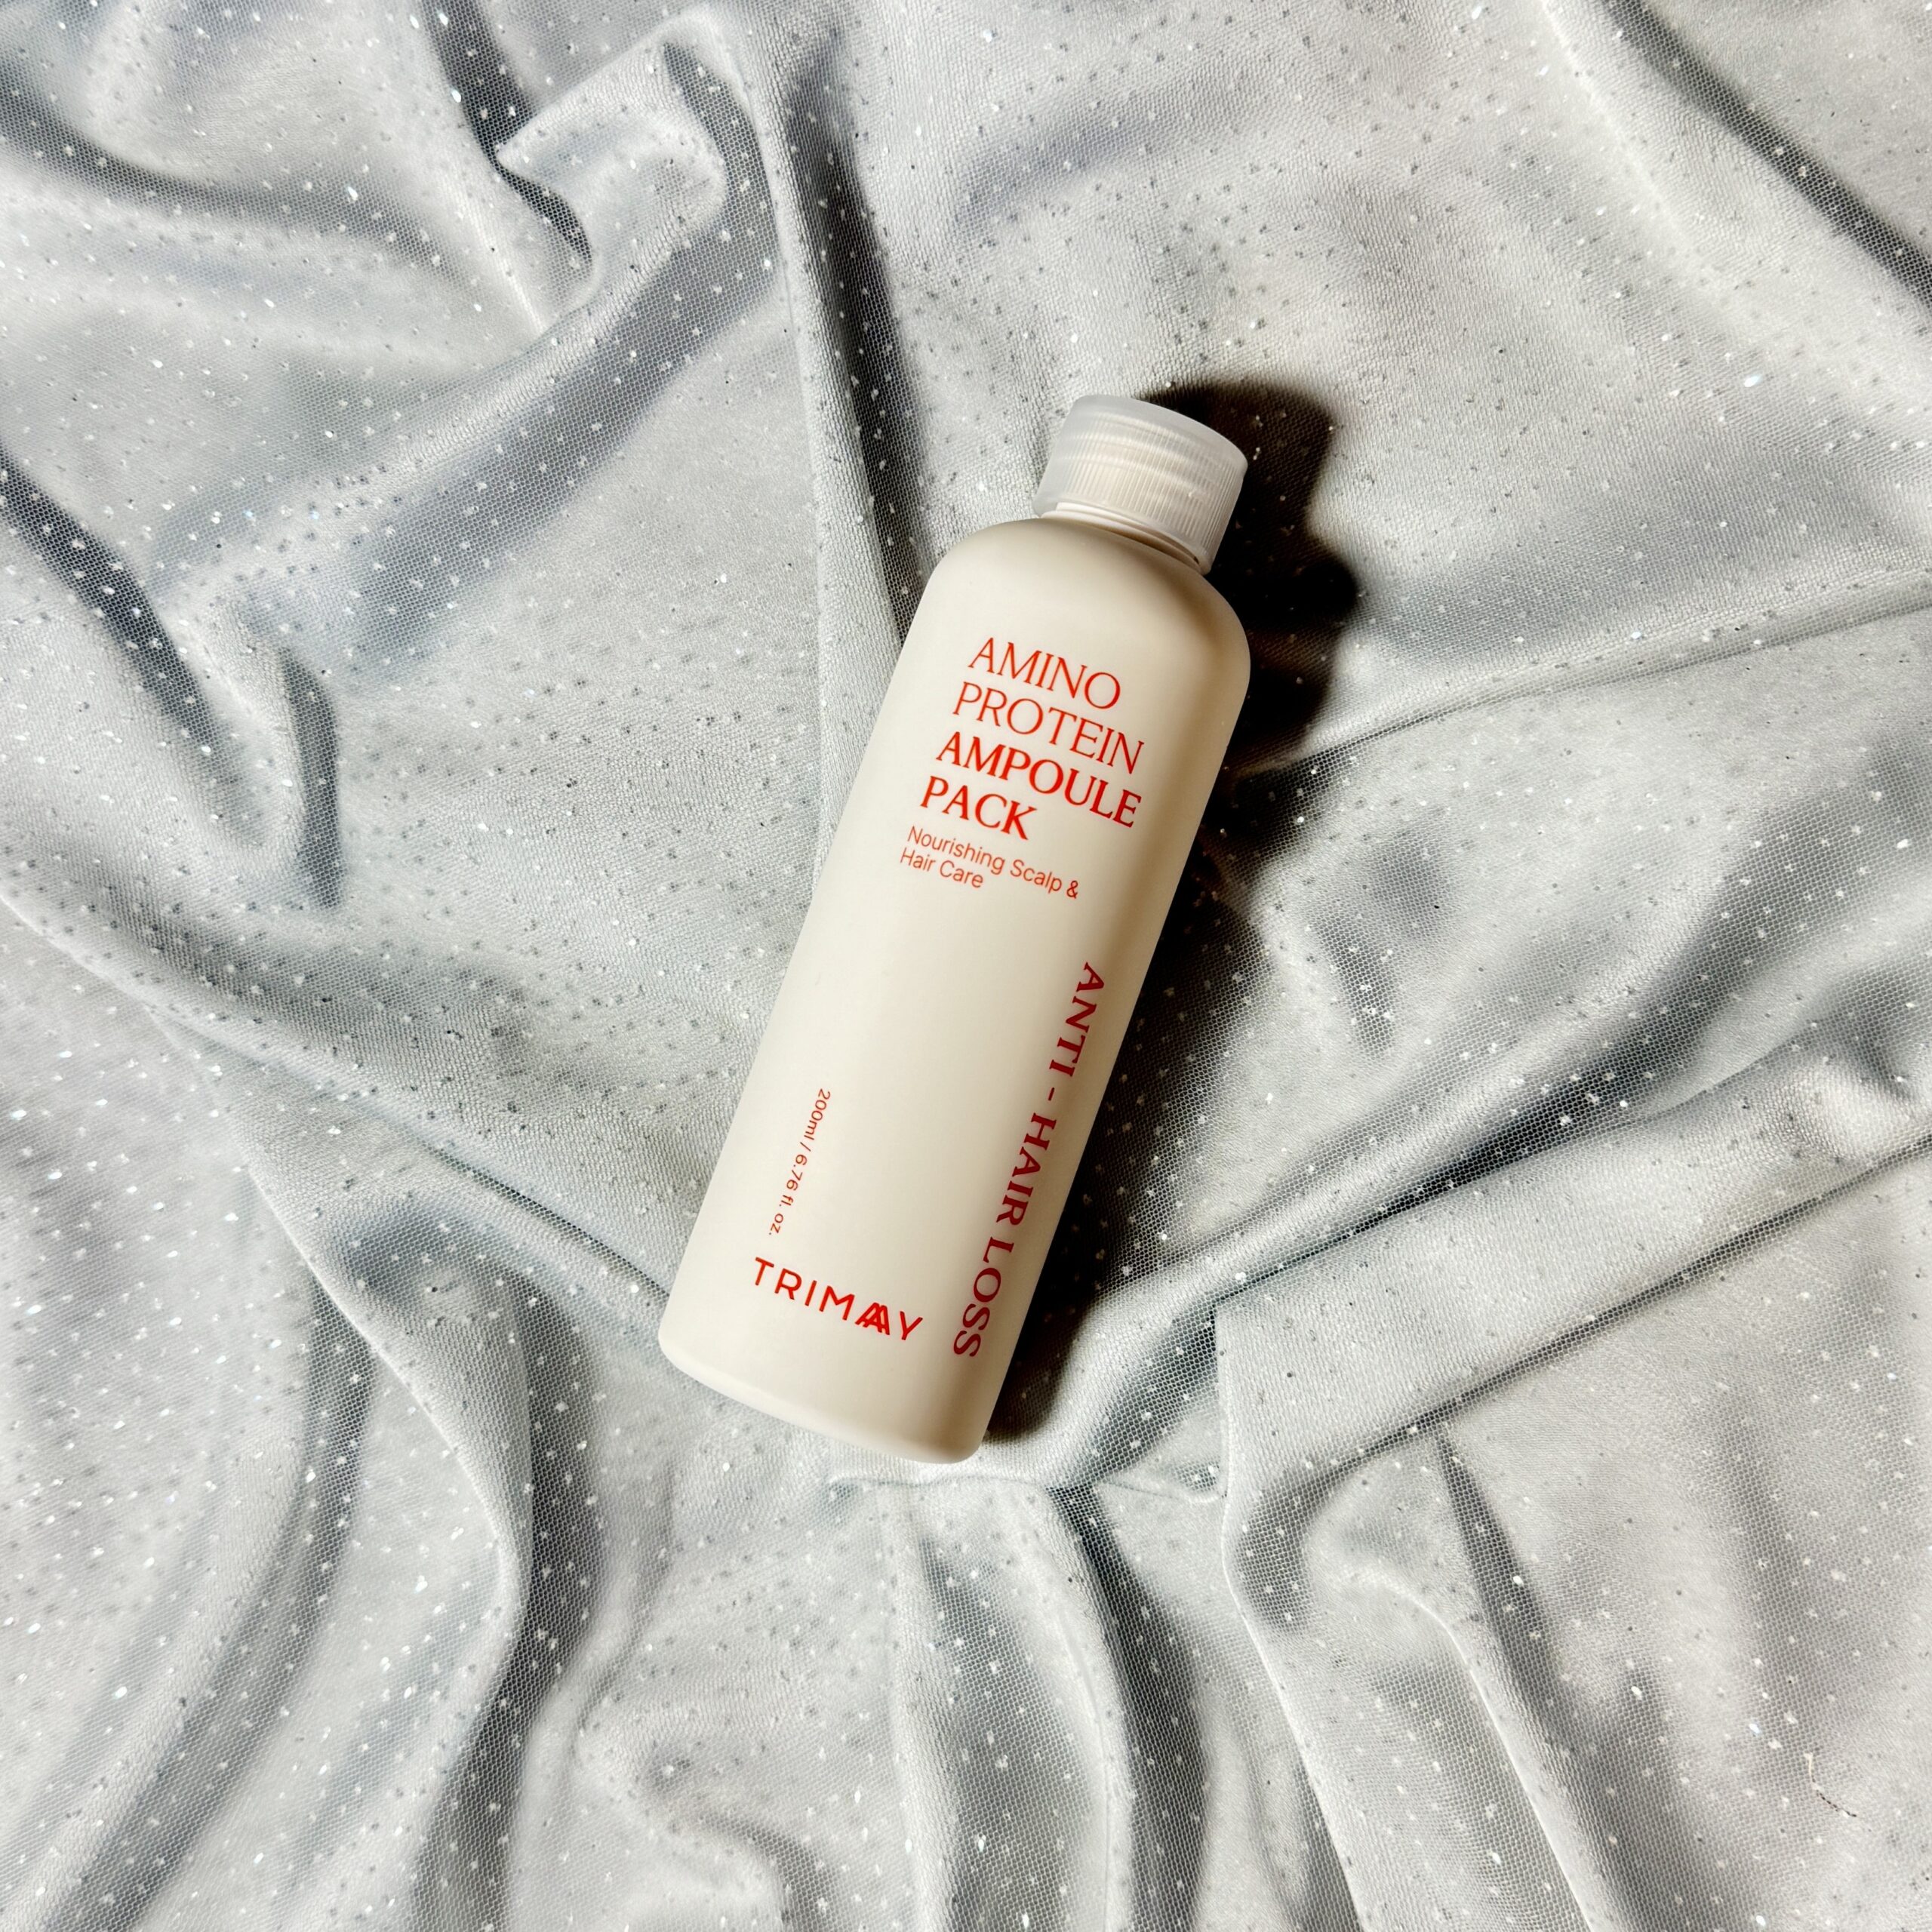 AMINO
PROTEIN
AMPOULE
PACK
Nourishing Scalp &
Hair Care
ANTI - HAIR LOSS
200ml / 6.76 fl. oz.
TRIMAY